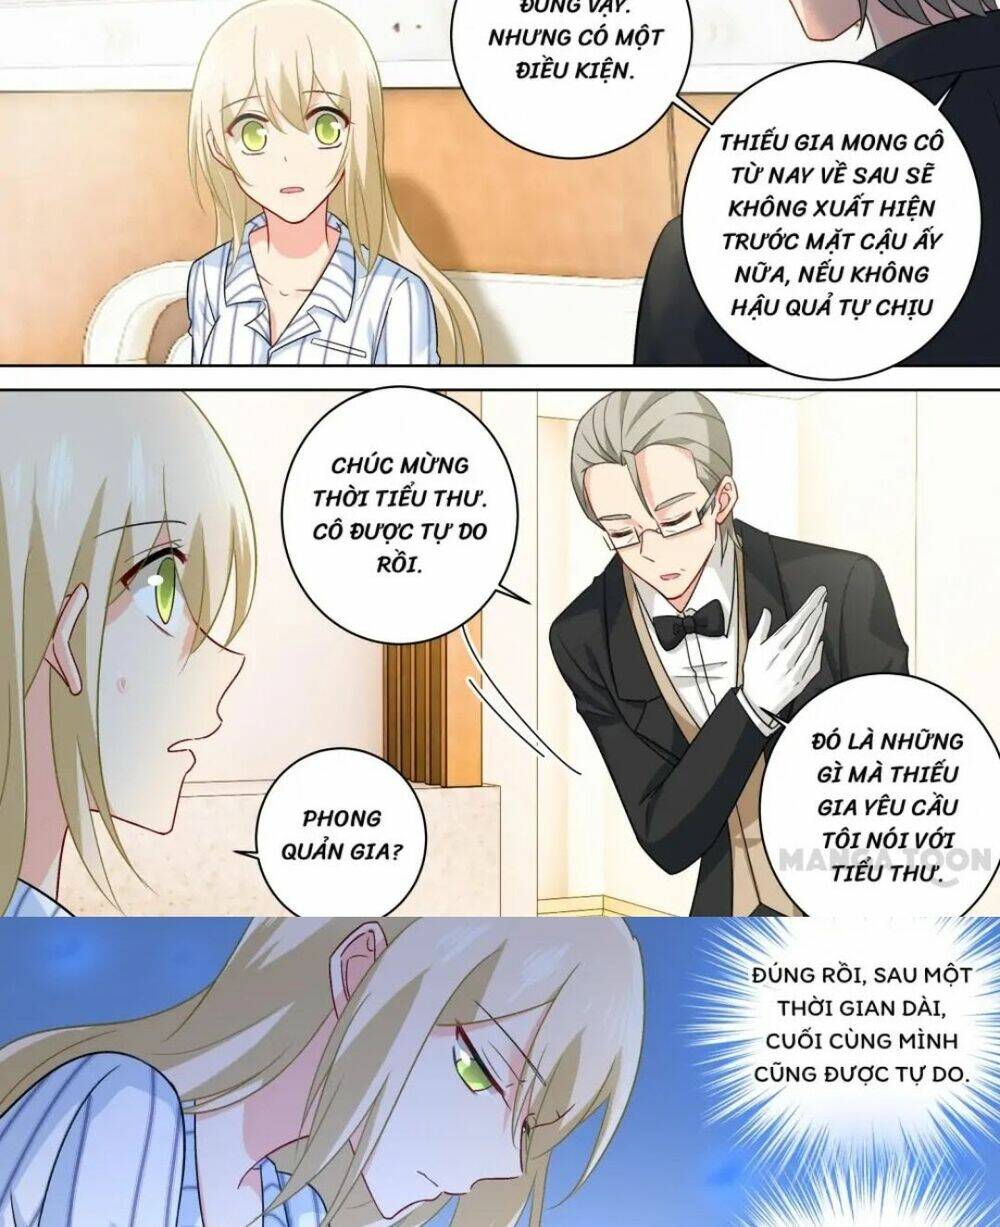 ĐÚNG VẬY.
NHƯNG CÓ MỘT
ĐIỀU KIỆN.
THIẾU GIA MONG CÔ
TỪ NAY VỀ SAU SẼ
KHÔNG XUẤT HIỆN
TRƯỚC MẶT CẬU ẤY
NỮA, NẾU KHÔNG
HẬU QUẢ TỰ CHỊU
CHÚC MỪNG
THỜI TIỂU THƯ.
CÔ ĐƯỢC TỰ DO
RỒI.
PHONG
QUẢN GIA?
ĐÓ LÀ NHỮNG
GÌ MÀ THIẾU
GIA YÊU CẦU
TÔI NÓI VỚI
TIỂU THƯ.
MANGA TOON
ĐÚNG RỒI, SAU MỘT
THỜI GIAN DÀI,
CUỐI CÙNG MÌNH
CŨNG ĐƯỢC TỰ DO.